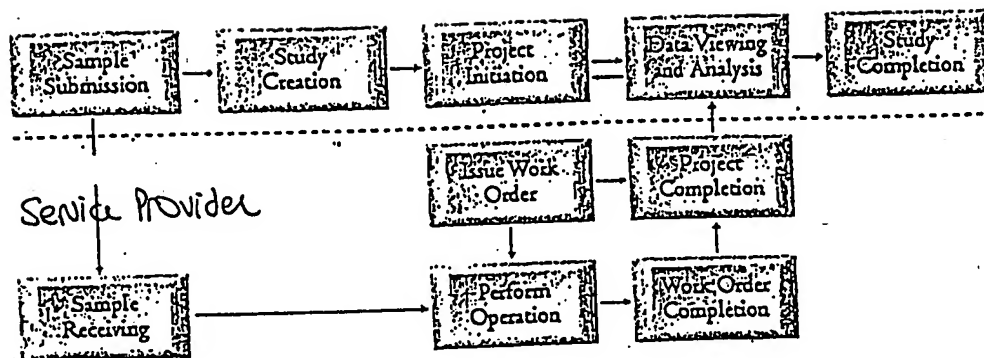 Sample
Submission
Study
Creation
Project
Initiation
Data Viewing
and Analysis
Study
Completion
Issue Work
Order
Project
Completion
Service Provider
Sample
Receiving
Perform
Operation
Work Order
Completion